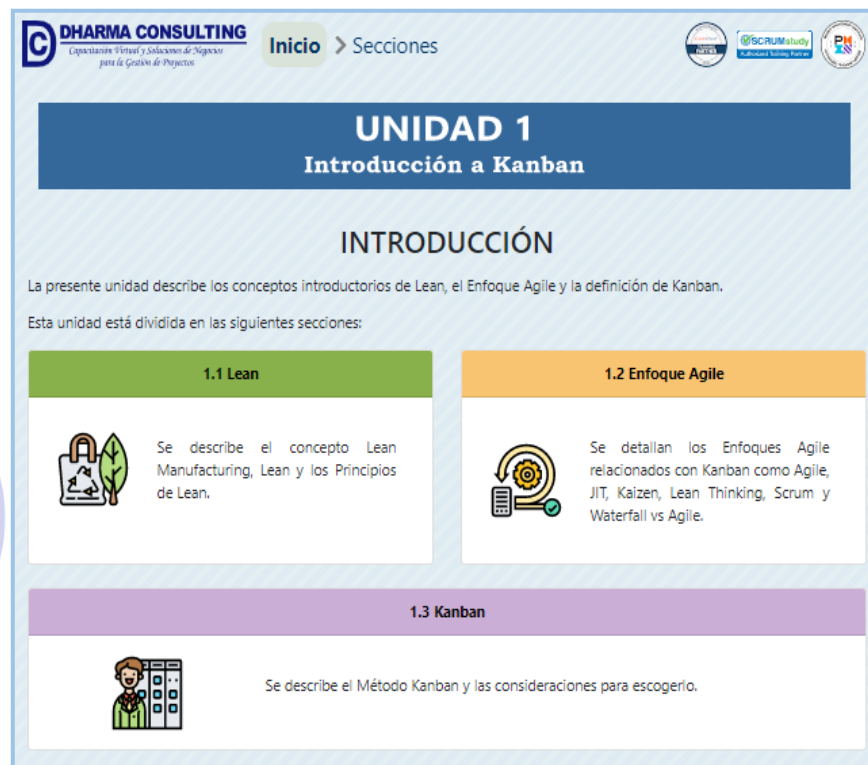 DHARMA CONSULTING
Capacitación Virtual y Soluciones de Negocios
para la Gestión de Proyectos
Inicio > Secciones
SCRUMstudy
UNIDAD 1
Introducción a Kanban
INTRODUCCIÓN
La presente unidad describe los conceptos introductorios de Lean, el Enfoque Agile y la definición de Kanban.
Esta unidad está dividida en las siguientes secciones:
1.1 Lean
Se describe el concepto Lean
Manufacturing, Lean y los Principios
de Lean.
1.2 Enfoque Agile
Se detallan los Enfoques Agile
relacionados con Kanban como Agile,
JIT, Kaizen, Lean Thinking, Scrum y
Waterfall vs Agile.
1.3 Kanban
Se describe el Método Kanban y las consideraciones para escogerlo.